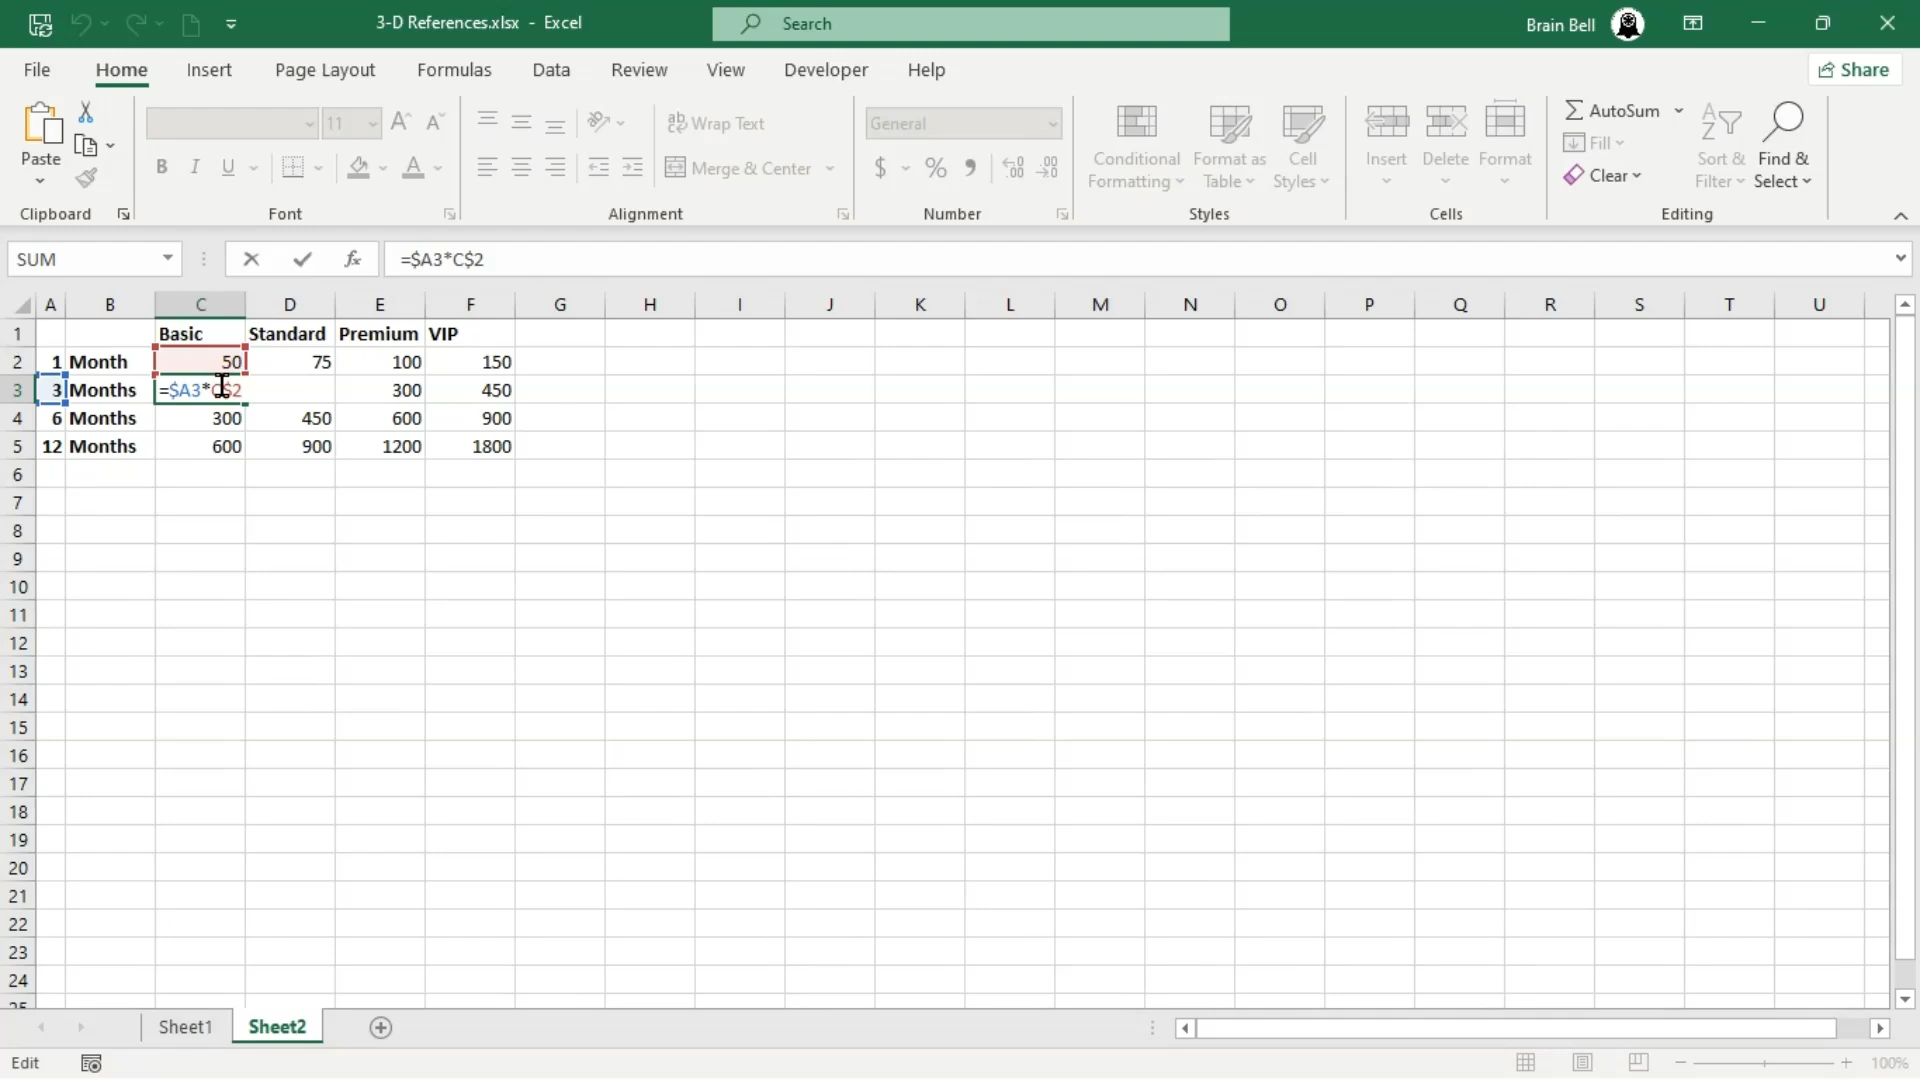 3-D References.xlsx - Excel
Search
Brain Bell
File Home Insert Page Layout Formulas Data Review View Developer Help
Share
Paste
11
Wrap Text
Merge & Center
General
Conditional Formatting
Format as Table
Cell Styles
Insert
Delete
Format
AutoSum
Fill
Clear
Sort & Filter
Find & Select
Clipboard Font Alignment Number Styles Cells Editing
SUM
=$A3*C$2
A B C D E F G H I J K L M N O P Q R S T U
1 Basic Standard Premium VIP
2 1 Month 50 75 100 150
3 3 Months =$A3*C$2 300 450
4 6 Months 300 450 600 900
5 12 Months 600 900 1200 1800
6
7
8
9
10
11
12
13
14
15
16
17
18
19
20
21
22
23
24
25
Sheet1 Sheet2
Edit
100%